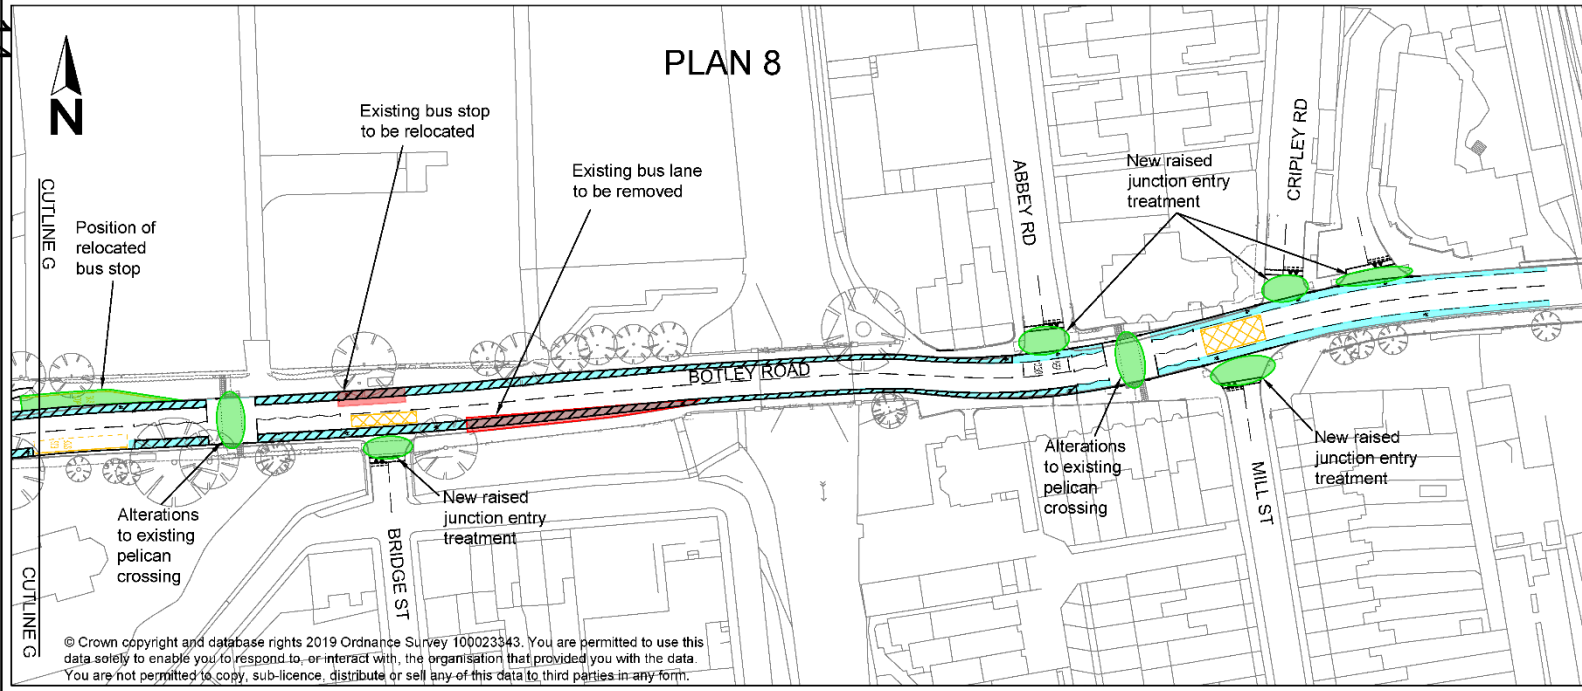 PLAN 8
N
Existing bus stop
to be relocated
Existing bus lane
to be removed
New raised
junction entry
treatment
CRIPLEY RD
ABBEY RD
CUTLINE G
Position of
relocated
bus stop
BOTLEY ROAD
Alterations
to existing
pelican
crossing
New raised
junction entry
treatment
BRIDGE ST
Alterations
to existing
pelican
crossing
MILL ST
New raised
junction entry
treatment
CUTLINE G
© Crown copyright and database rights 2019 Ordnance Survey 100023343. You are permitted to use this
data solely to enable you to respond to, or interact with, the organisation that provided you with the data.
You are not permitted to copy, sub-licence, distribute or sell any of this data to third parties in any form.